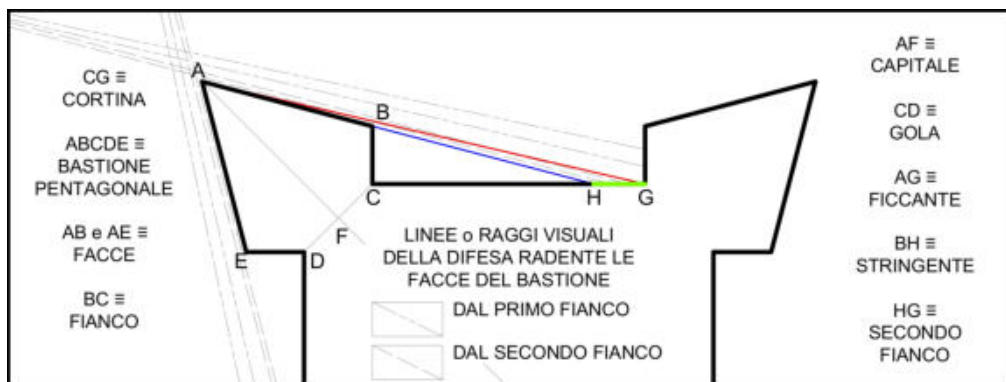 CG ≡
CORTINA
ABCDE ≡
BASTIONE
PENTAGONALE
AB e AE ≡
FACCE
BC ≡
FIANCO
A
B
C
H
G
F
E
D
LINEE o RAGGI VISUALI
DELLA DIFESA RADENTE LE
FACCE DEL BASTIONE
DAL PRIMO FIANCO
DAL SECONDO FIANCO
AF ≡
CAPITALE
CD ≡
GOLA
AG ≡
FICCANTE
BH ≡
STRINGENTE
HG ≡
SECONDO
FIANCO